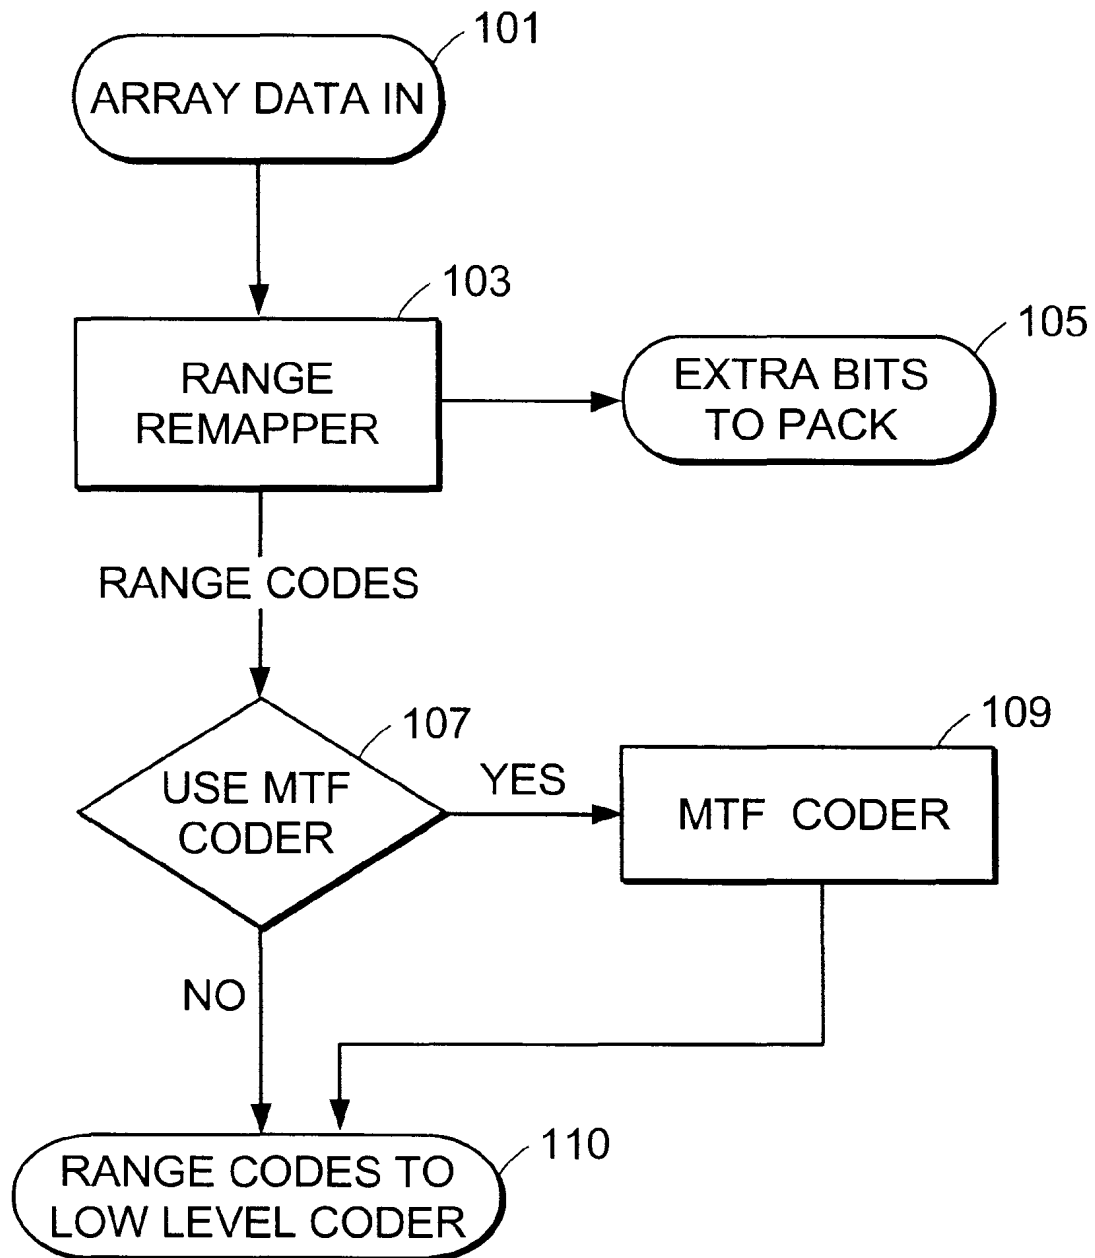 101
ARRAY DATA IN
103
RANGE
REMAPPER
105
EXTRA BITS
TO PACK
RANGE CODES
107
USE MTF
CODER
YES
109
MTF CODER
NO
110
RANGE CODES TO
LOW LEVEL CODER